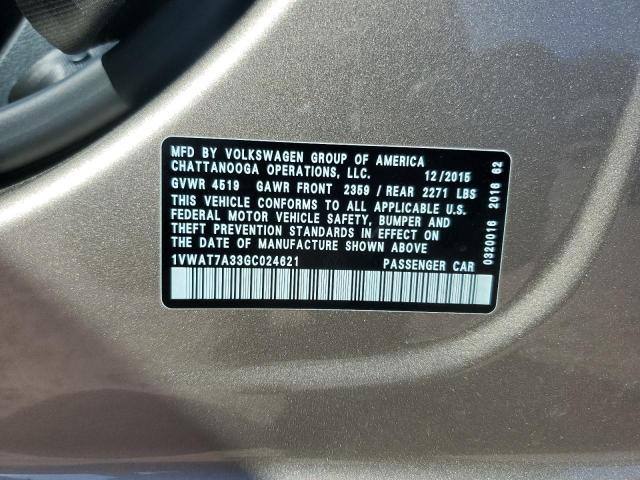 MFD BY VOLKSWAGEN GROUP OF AMERICA
CHATTANOOGA OPERATIONS, LLC. 12/2015
GVWR 4519 GAWR FRONT 2359 / REAR 2271 LBS
THIS VEHICLE CONFORMS TO ALL APPLICABLE U.S.
FEDERAL MOTOR VEHICLE SAFETY, BUMPER AND
THEFT PREVENTION STANDARDS IN EFFECT ON
THE DATE OF MANUFACTURE SHOWN ABOVE
1VWAT7A33GC024621 PASSENGER CAR
0320016 2016 02